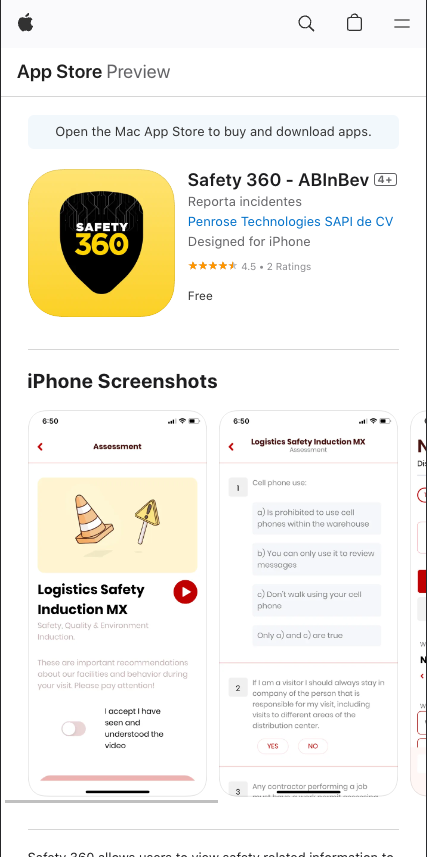 App Store Preview
Open the Mac App Store to buy and download apps.
SAFETY
360
Safety 360 - ABInBev 4+
Reporta incidentes
Penrose Technologies SAPI de CV
Designed for iPhone
4.5 • 2 Ratings
Free
iPhone Screenshots
6:50
Assessment
Logistics Safety
Induction MX
Safety, Quality & Environment
Induction.
These are important recommendations
about our facilities and behavior during
your visit. Please pay attention!
I accept I have
seen and
understood the
video
6:50
Logistics Safety Induction MX
Assessment
1
Cell phone use:
a) Is prohibited to use cell
phones within the warehouse
b) You can only use it to review
messages
c) Don't walk using your cell
phone
Only a) and c) are true
2
If I am a visitor I should always stay in
company of the person that is
responsible for my visit, including
visits to different areas of the
distribution center.
YES
NO
3
Any contractor performing a job
Safety 360 allows users to view safety related information to